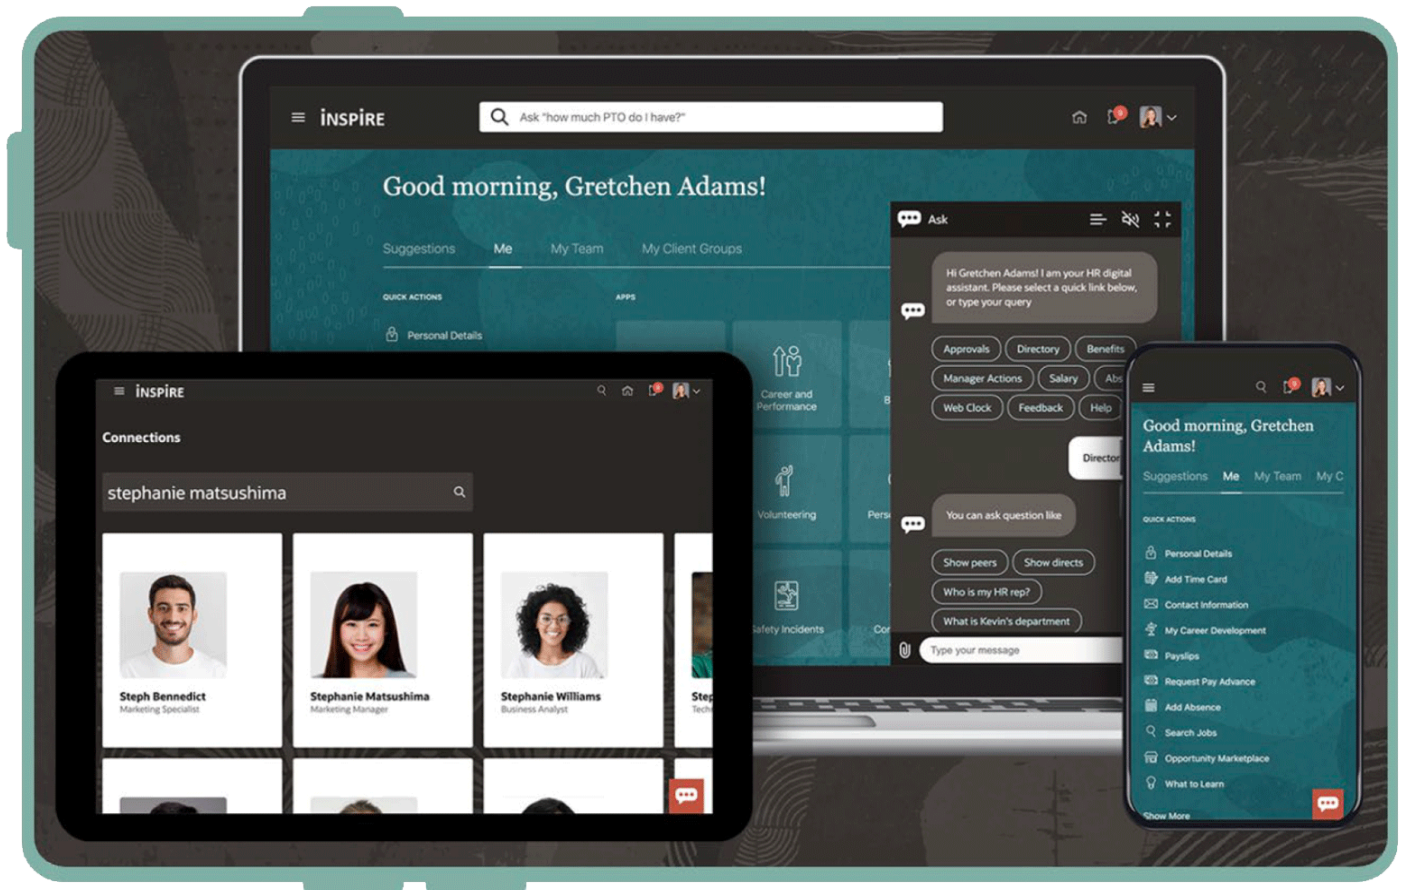 iNSPiRE
Ask "how much PTO do I have?"
Good morning, Gretchen Adams!
Suggestions
Me
My Team
My Client Groups
QUICK ACTIONS
APPS
Personal Details
Career and
Performance
Volunteering
Safety Incidents
Ask
Hi Gretchen Adams! I am your HR digital
assistant. Please select a quick link below,
or type your query
Approvals
Directory
Benefits
Manager Actions
Salary
Abs
Web Clock
Feedback
Help
Director
You can ask question like
Show peers
Show directs
Who is my HR rep?
What is Kevin's department
Type your message
iNSPiRE
Connections
stephanie matsushima
Steph Bennedict
Marketing Specialist
Stephanie Matsushima
Marketing Manager
Stephanie Williams
Business Analyst
Step
Techn
Good morning, Gretchen
Adams!
Suggestions
Me
My Team
My C
QUICK ACTIONS
Personal Details
Add Time Card
Contact Information
My Career Development
Payslips
Request Pay Advance
Add Absence
Search Jobs
Opportunity Marketplace
What to Learn
Show More